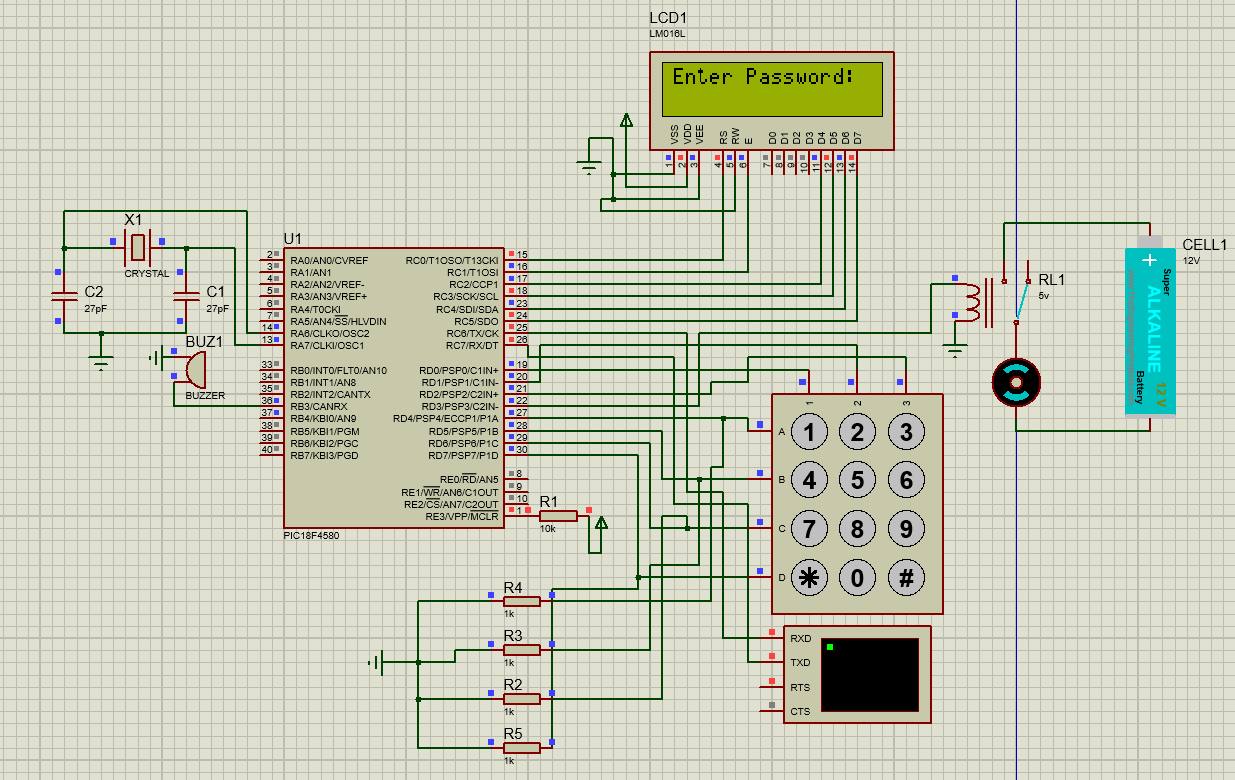 LCD1
LM016L
Enter Password:
VSS
VDD
VEE
RS
RW
E
D0
D1
D2
D3
D4
D5
D6
D7
1
2
3
4
5
6
7
8
9
10
11
12
13
14
X1
CRYSTAL
C2
27pF
C1
27pF
BUZ1
BUZZER
U1
2 RA0/AN0/CVREF
3 RA1/AN1
4 RA2/AN2/VREF-
5 RA3/AN3/VREF+
6 RA4/T0CKI
7 RA5/AN4/SS/HLVDIN
14 RA6/CLKO/OSC2
13 RA7/CLKI/OSC1
33 RB0/INT0/FLT0/AN10
34 RB1/INT1/AN8
35 RB2/INT2/CANTX
36 RB3/CANRX
37 RB4/KBI0/AN9
38 RB5/KBI1/PGM
39 RB6/KBI2/PGC
40 RB7/KBI3/PGD
RC0/T1OSO/T13CKI 15
RC1/T1OSI 16
RC2/CCP1 17
RC3/SCK/SCL 18
RC4/SDI/SDA 23
RC5/SDO 24
RC6/TX/CK 25
RC7/RX/DT 26
RD0/PSP0/C1IN+ 19
RD1/PSP1/C1IN- 20
RD2/PSP2/C2IN+ 21
RD3/PSP3/C2IN- 22
RD4/PSP4/ECCP1/P1A 27
RD5/PSP5/P1B 28
RD6/PSP6/P1C 29
RD7/PSP7/P1D 30
RE0/RD/AN5 8
RE1/WR/AN6/C1OUT 9
RE2/CS/AN7/C2OUT 10
RE3/VPP/MCLR 1
PIC18F4580
R1
10k
R4
1k
R3
1k
R2
1k
R5
1k
1 2 3
A 1 2 3
B 4 5 6
C 7 8 9
D * 0 #
RXD
TXD
RTS
CTS
RL1
5v
CELL1
12V
+
Super
ALKALINE
Battery
12 V